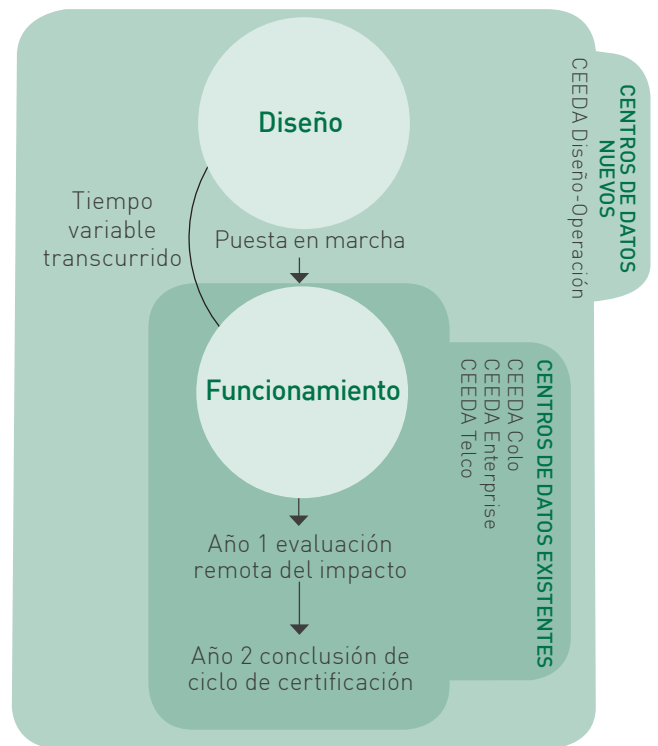 Diseño
Tiempo
variable
transcurrido
Puesta en marcha
Funcionamiento
Año 1 evaluación
remota del impacto
Año 2 conclusión de
ciclo de certificación
CENTROS DE DATOS
NUEVOS
CEEDA Diseño-Operación
CENTROS DE DATOS EXISTENTES
CEEDA Colo
CEEDA Enterprise
CEEDA Telco